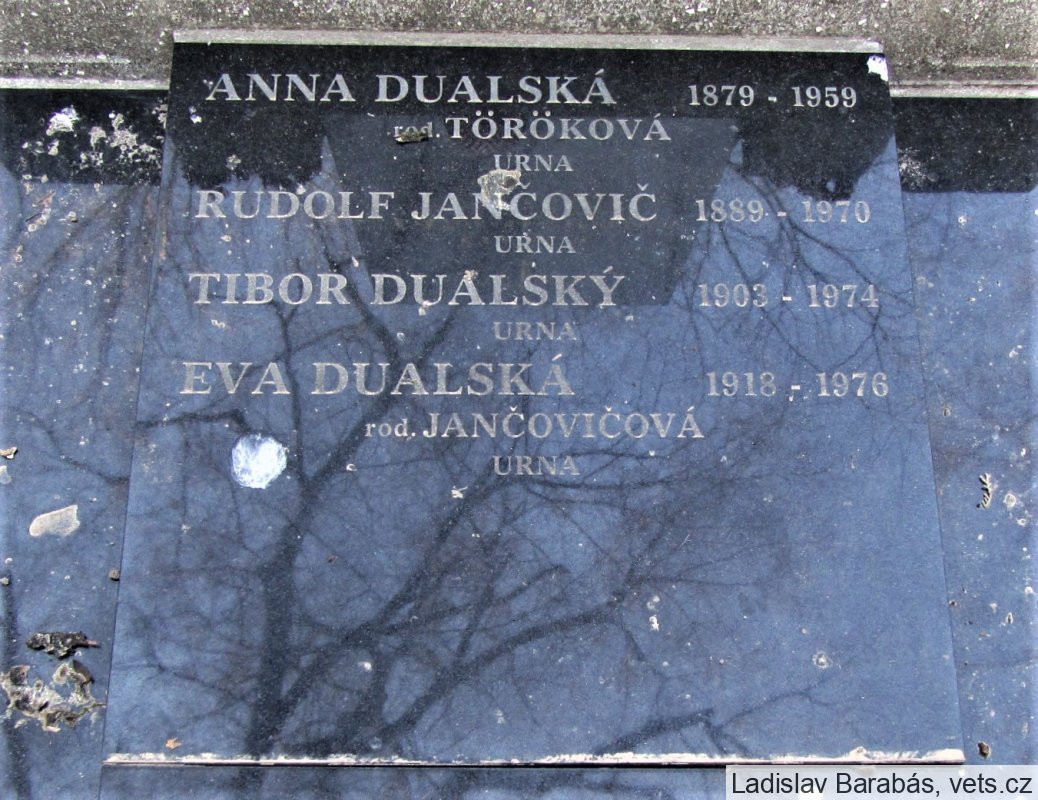 ANNA DUALSKÁ 1879 - 1959
rod. TÖRÖKOVÁ
URNA
RUDOLF JANČOVIČ 1889 - 1970
URNA
TIBOR DUALSKÝ 1903 - 1974
URNA
EVA DUALSKÁ 1918 - 1976
rod. JANČOVIČOVÁ
URNA
Ladislav Barabás, vets.cz